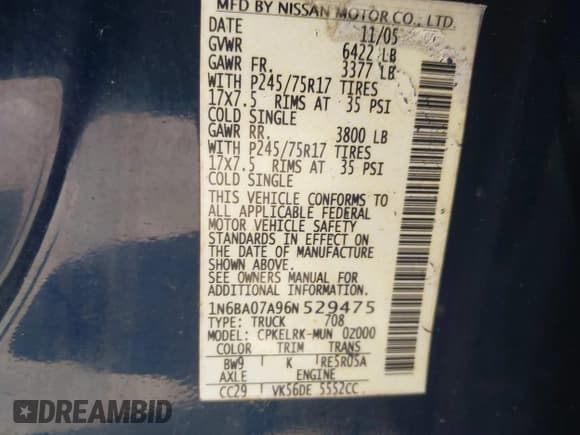 MFD BY NISSAN MOTOR CO., LTD.
DATE 11/05
GVWR 6422 LB
GAWR FR. 3377 LB
WITH P245/75R17 TIRES
17X7.5 RIMS AT 35 PSI
COLD SINGLE
GAWR RR. 3800 LB
WITH P245/75R17 TIRES
17X7.5 RIMS AT 35 PSI
COLD SINGLE
THIS VEHICLE CONFORMS TO
ALL APPLICABLE FEDERAL
MOTOR VEHICLE SAFETY
STANDARDS IN EFFECT ON
THE DATE OF MANUFACTURE
SHOWN ABOVE.
SEE OWNERS MANUAL FOR
ADDITIONAL INFORMATION.
1N6BA07A96N529475
TYPE: TRUCK 708
MODEL: CPKELRK-MUN 02000
COLOR TRIM TRANS
BW9 K RE5R05A
AXLE ENGINE
CC29 VK56DE 5552CC
DREAMBID